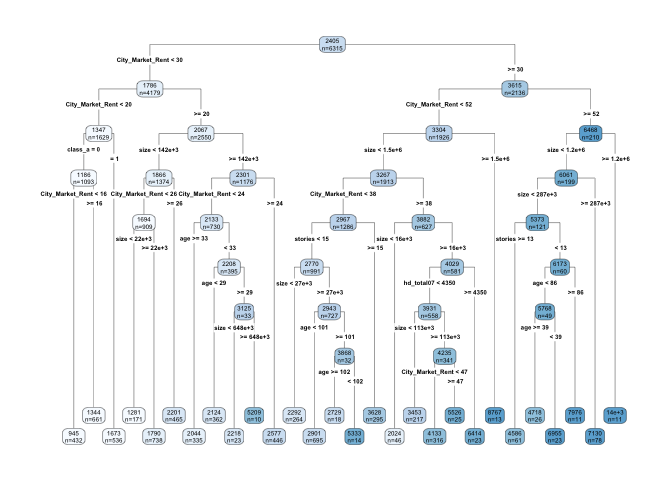 2405
n=6315
City_Market_Rent < 30
>= 30
1786
n=4179
3615
n=2136
City_Market_Rent < 20
>= 20
City_Market_Rent < 52
>= 52
1347
n=1629
2067
n=2550
3304
n=1926
6468
n=210
class_a = 0
= 1
size < 142e+3
>= 142e+3
size < 1.5e+6
>= 1.5e+6
size < 1.2e+6
>= 1.2e+6
1186
n=1093
1866
n=1374
2301
n=1176
3267
n=1913
6061
n=199
City_Market_Rent < 16
>= 16
City_Market_Rent < 26
>= 26
City_Market_Rent < 24
>= 24
City_Market_Rent < 38
>= 38
size < 287e+3
>= 287e+3
1694
n=909
2133
n=730
2967
n=1286
3882
n=627
5373
n=121
size < 22e+3
>= 22e+3
age >= 33
< 33
stories < 15
>= 15
size < 16e+3
>= 16e+3
stories >= 13
< 13
2208
n=395
2770
n=991
4029
n=581
6173
n=60
age < 29
>= 29
size < 27e+3
>= 27e+3
hd_total07 < 4350
>= 4350
age < 86
>= 86
3125
n=33
2943
n=727
3931
n=558
5768
n=49
size < 648e+3
>= 648e+3
age < 101
>= 101
size < 113e+3
>= 113e+3
age >= 39
< 39
3868
n=32
4235
n=341
age >= 102
< 102
City_Market_Rent < 47
>= 47
1344
n=661
1281
n=171
2201
n=465
2124
n=362
5209
n=10
2292
n=264
2729
n=18
3628
n=295
3453
n=217
5526
n=25
8767
n=13
4718
n=26
7976
n=11
14e+3
n=11
945
n=432
1673
n=536
1790
n=738
2044
n=335
2218
n=23
2577
n=446
2901
n=695
5333
n=14
2024
n=46
4133
n=316
6414
n=23
4586
n=61
6955
n=23
7130
n=78